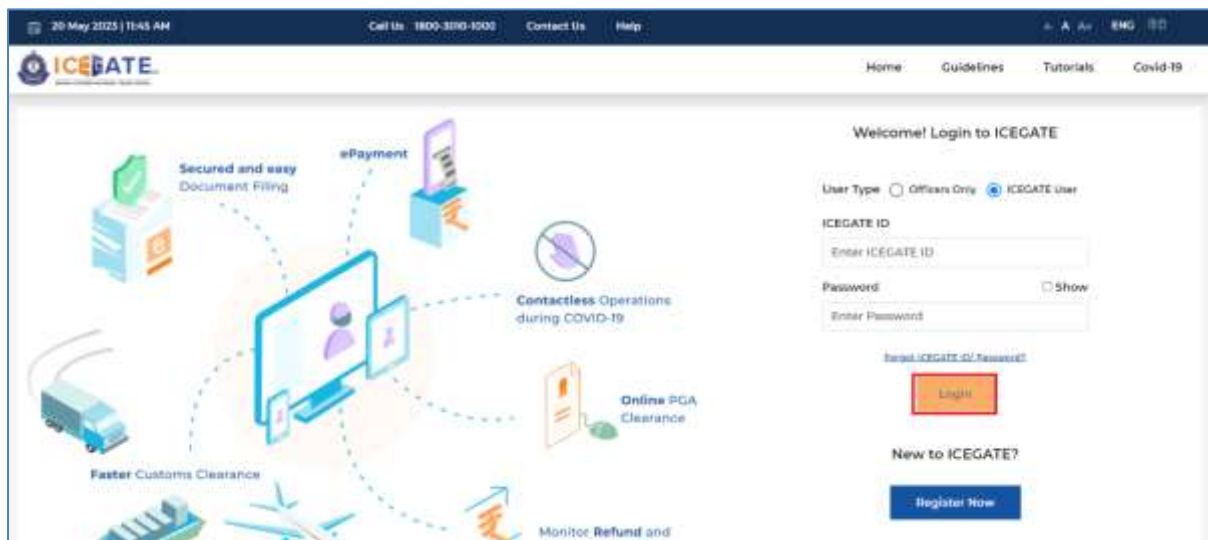 20 May 2023 | 11:45 AM Call Us 1800-3010-1000 Contact Us Help A A+ ENG
ICEGATE
Home Guidelines Tutorials Covid-19
Secured and easy
Document Filing
ePayment
Contactless Operations
during COVID-19
Online PGA
Clearance
Faster Customs Clearance
Monitor Refund and
Welcome! Login to ICEGATE
User Type Officers Only ICEGATE User
ICEGATE ID
Enter ICEGATE ID
Password Show
Enter Password
Forgot ICEGATE ID/ Password?
Login
New to ICEGATE?
Register Now